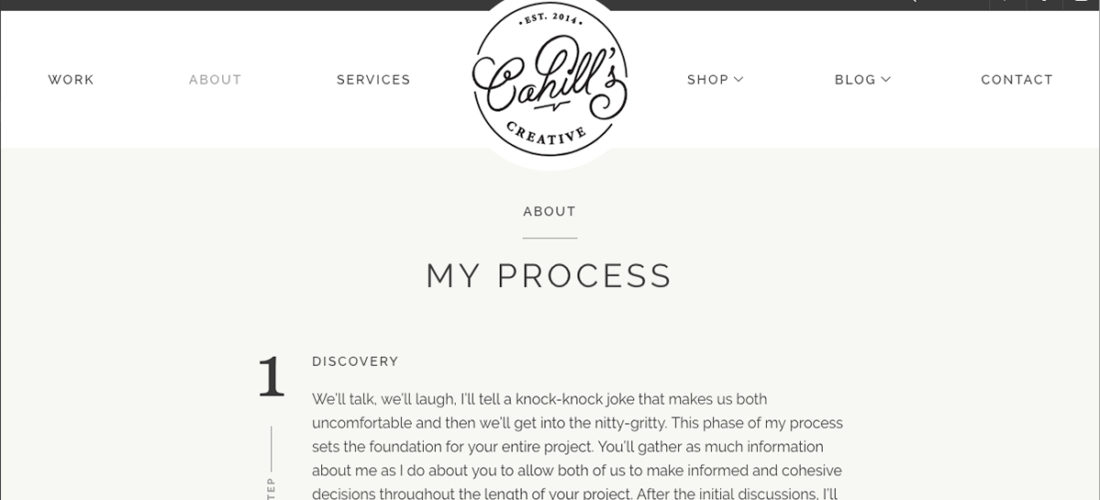 · EST. 2014 ·
Cahill's
CREATIVE
WORK ABOUT SERVICES SHOP BLOG CONTACT
ABOUT
MY PROCESS
1 DISCOVERY
We'll talk, we'll laugh, I'll tell a knock-knock joke that makes us both
uncomfortable and then we'll get into the nitty-gritty. This phase of my process
sets the foundation for your entire project. You'll gather as much information
about me as I do about you to allow both of us to make informed and cohesive
decisions throughout the length of your project. After the initial discussions, I'll